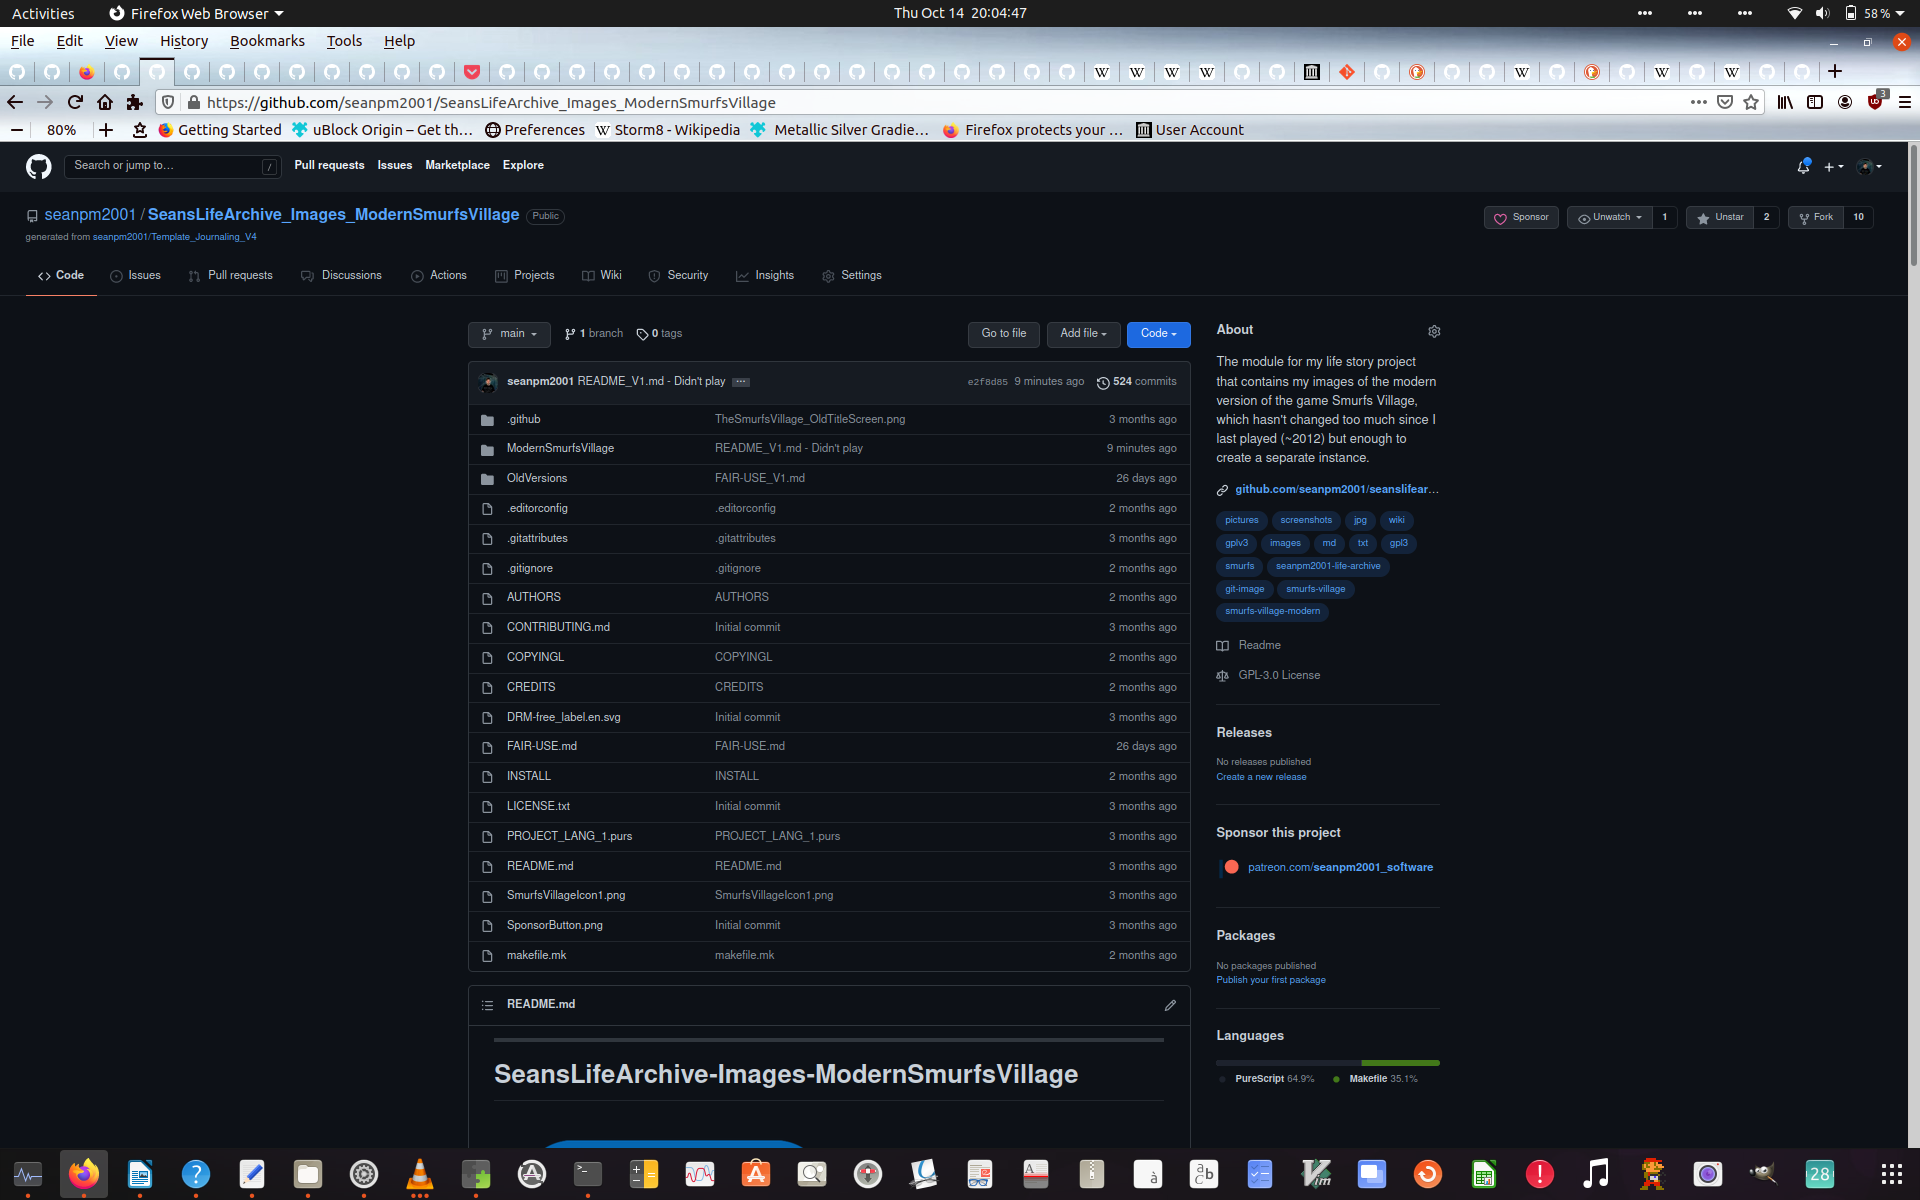 Activities Firefox Web Browser Thu Oct 14 20:04:47 58 %
File Edit View History Bookmarks Tools Help
https://github.com/seanpm2001/SeansLifeArchive_Images_ModernSmurfsVillage 3
80% Getting Started uBlock Origin – Get th… Preferences Storm8 - Wikipedia Metallic Silver Gradie… Firefox protects your … User Account
Search or jump to… / Pull requests Issues Marketplace Explore
seanpm2001 / SeansLifeArchive_Images_ModernSmurfsVillage Public
Sponsor Unwatch 1 Unstar 2 Fork 10
generated from seanpm2001/Template_Journaling_V4
Code Issues Pull requests Discussions Actions Projects Wiki Security Insights Settings
main 1 branch 0 tags Go to file Add file Code
seanpm2001 README_V1.md - Didn't play e2f8d85 9 minutes ago 524 commits
.github TheSmurfsVillage_OldTitleScreen.png 3 months ago
ModernSmurfsVillage README_V1.md - Didn't play 9 minutes ago
OldVersions FAIR-USE_V1.md 26 days ago
.editorconfig .editorconfig 2 months ago
.gitattributes .gitattributes 3 months ago
.gitignore .gitignore 2 months ago
AUTHORS AUTHORS 2 months ago
CONTRIBUTING.md Initial commit 3 months ago
COPYINGL COPYINGL 2 months ago
CREDITS CREDITS 2 months ago
DRM-free_label.en.svg Initial commit 3 months ago
FAIR-USE.md FAIR-USE.md 26 days ago
INSTALL INSTALL 2 months ago
LICENSE.txt Initial commit 3 months ago
PROJECT_LANG_1.purs PROJECT_LANG_1.purs 3 months ago
README.md README.md 3 months ago
SmurfsVillageIcon1.png SmurfsVillageIcon1.png 3 months ago
SponsorButton.png Initial commit 3 months ago
makefile.mk makefile.mk 2 months ago
README.md
SeansLifeArchive-Images-ModernSmurfsVillage
About
The module for my life story project
that contains my images of the modern
version of the game Smurfs Village,
which hasn't changed too much since I
last played (~2012) but enough to
create a separate instance.
github.com/seanpm2001/seanslifear…
pictures screenshots jpg wiki
gplv3 images md txt gpl3
smurfs seanpm2001-life-archive
git-image smurfs-village
smurfs-village-modern
Readme
GPL-3.0 License
Releases
No releases published
Create a new release
Sponsor this project
patreon.com/seanpm2001_software
Packages
No packages published
Publish your first package
Languages
PureScript 64.9% Makefile 35.1%
28